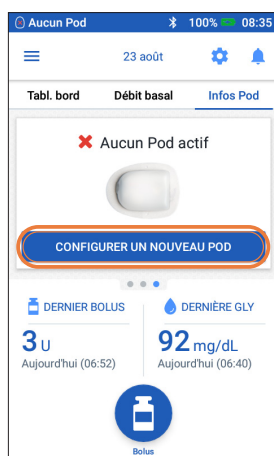 Aucun Pod 100% 08:35
23 août
Tabl. bord Débit basal Infos Pod
Aucun Pod actif
CONFIGURER UN NOUVEAU POD
DERNIER BOLUS DERNIÈRE GLY
3 U 92 mg/dL
Aujourd'hui (06:52) Aujourd'hui (06:40)
Bolus